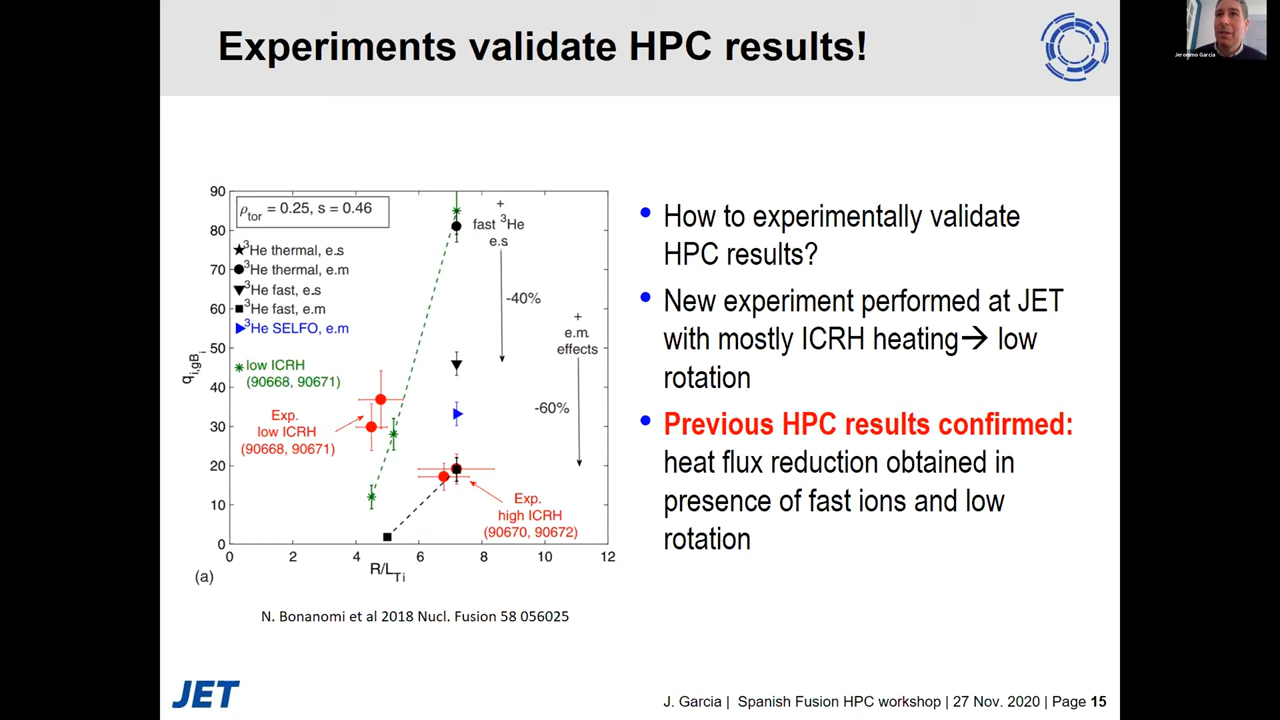 Experiments validate HPC results!
Jeronimo Garcia
90
80
70
60
50
40
30
20
10
0
0
2
4
6
8
10
12
q i,gB i
R/L Ti
(a)
ρtor = 0.25, s = 0.46
³He thermal, e.s
³He thermal, e.m
³He fast, e.s
³He fast, e.m
³He SELFO, e.m
low ICRH
(90668, 90671)
Exp.
low ICRH
(90668, 90671)
+
fast ³He
e.s
-40%
+
e.m.
effects
-60%
Exp.
high ICRH
(90670, 90672)
N. Bonanomi et al 2018 Nucl. Fusion 58 056025
• How to experimentally validate
HPC results?
• New experiment performed at JET
with mostly ICRH heating→ low
rotation
• Previous HPC results confirmed:
heat flux reduction obtained in
presence of fast ions and low
rotation
JET
J. Garcia | Spanish Fusion HPC workshop | 27 Nov. 2020 | Page 15